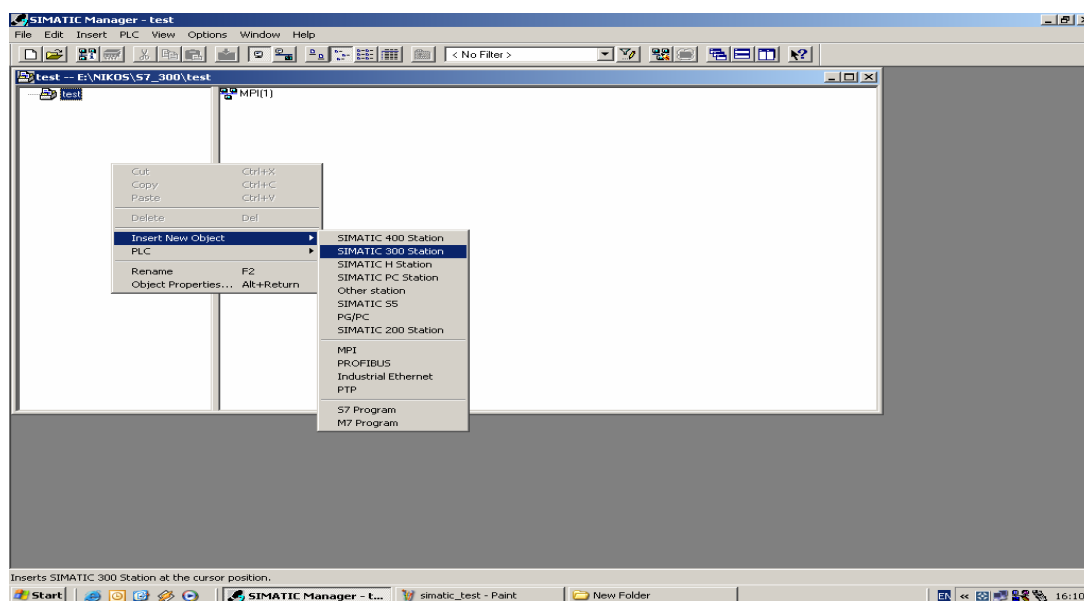 SIMATIC Manager - test
File Edit Insert PLC View Options Window Help
< No Filter >
test -- E:\NIKOS\S7_300\test
test
MPI(1)
Cut Ctrl+X
Copy Ctrl+C
Paste Ctrl+V
Delete Del
Insert New Object
PLC
Rename F2
Object Properties... Alt+Return
SIMATIC 400 Station
SIMATIC 300 Station
SIMATIC H Station
SIMATIC PC Station
Other station
SIMATIC S5
PG/PC
SIMATIC 200 Station
MPI
PROFIBUS
Industrial Ethernet
PTP
S7 Program
M7 Program
Inserts SIMATIC 300 Station at the cursor position.
Start
SIMATIC Manager - t...
simatic_test - Paint
New Folder
EN
16:10